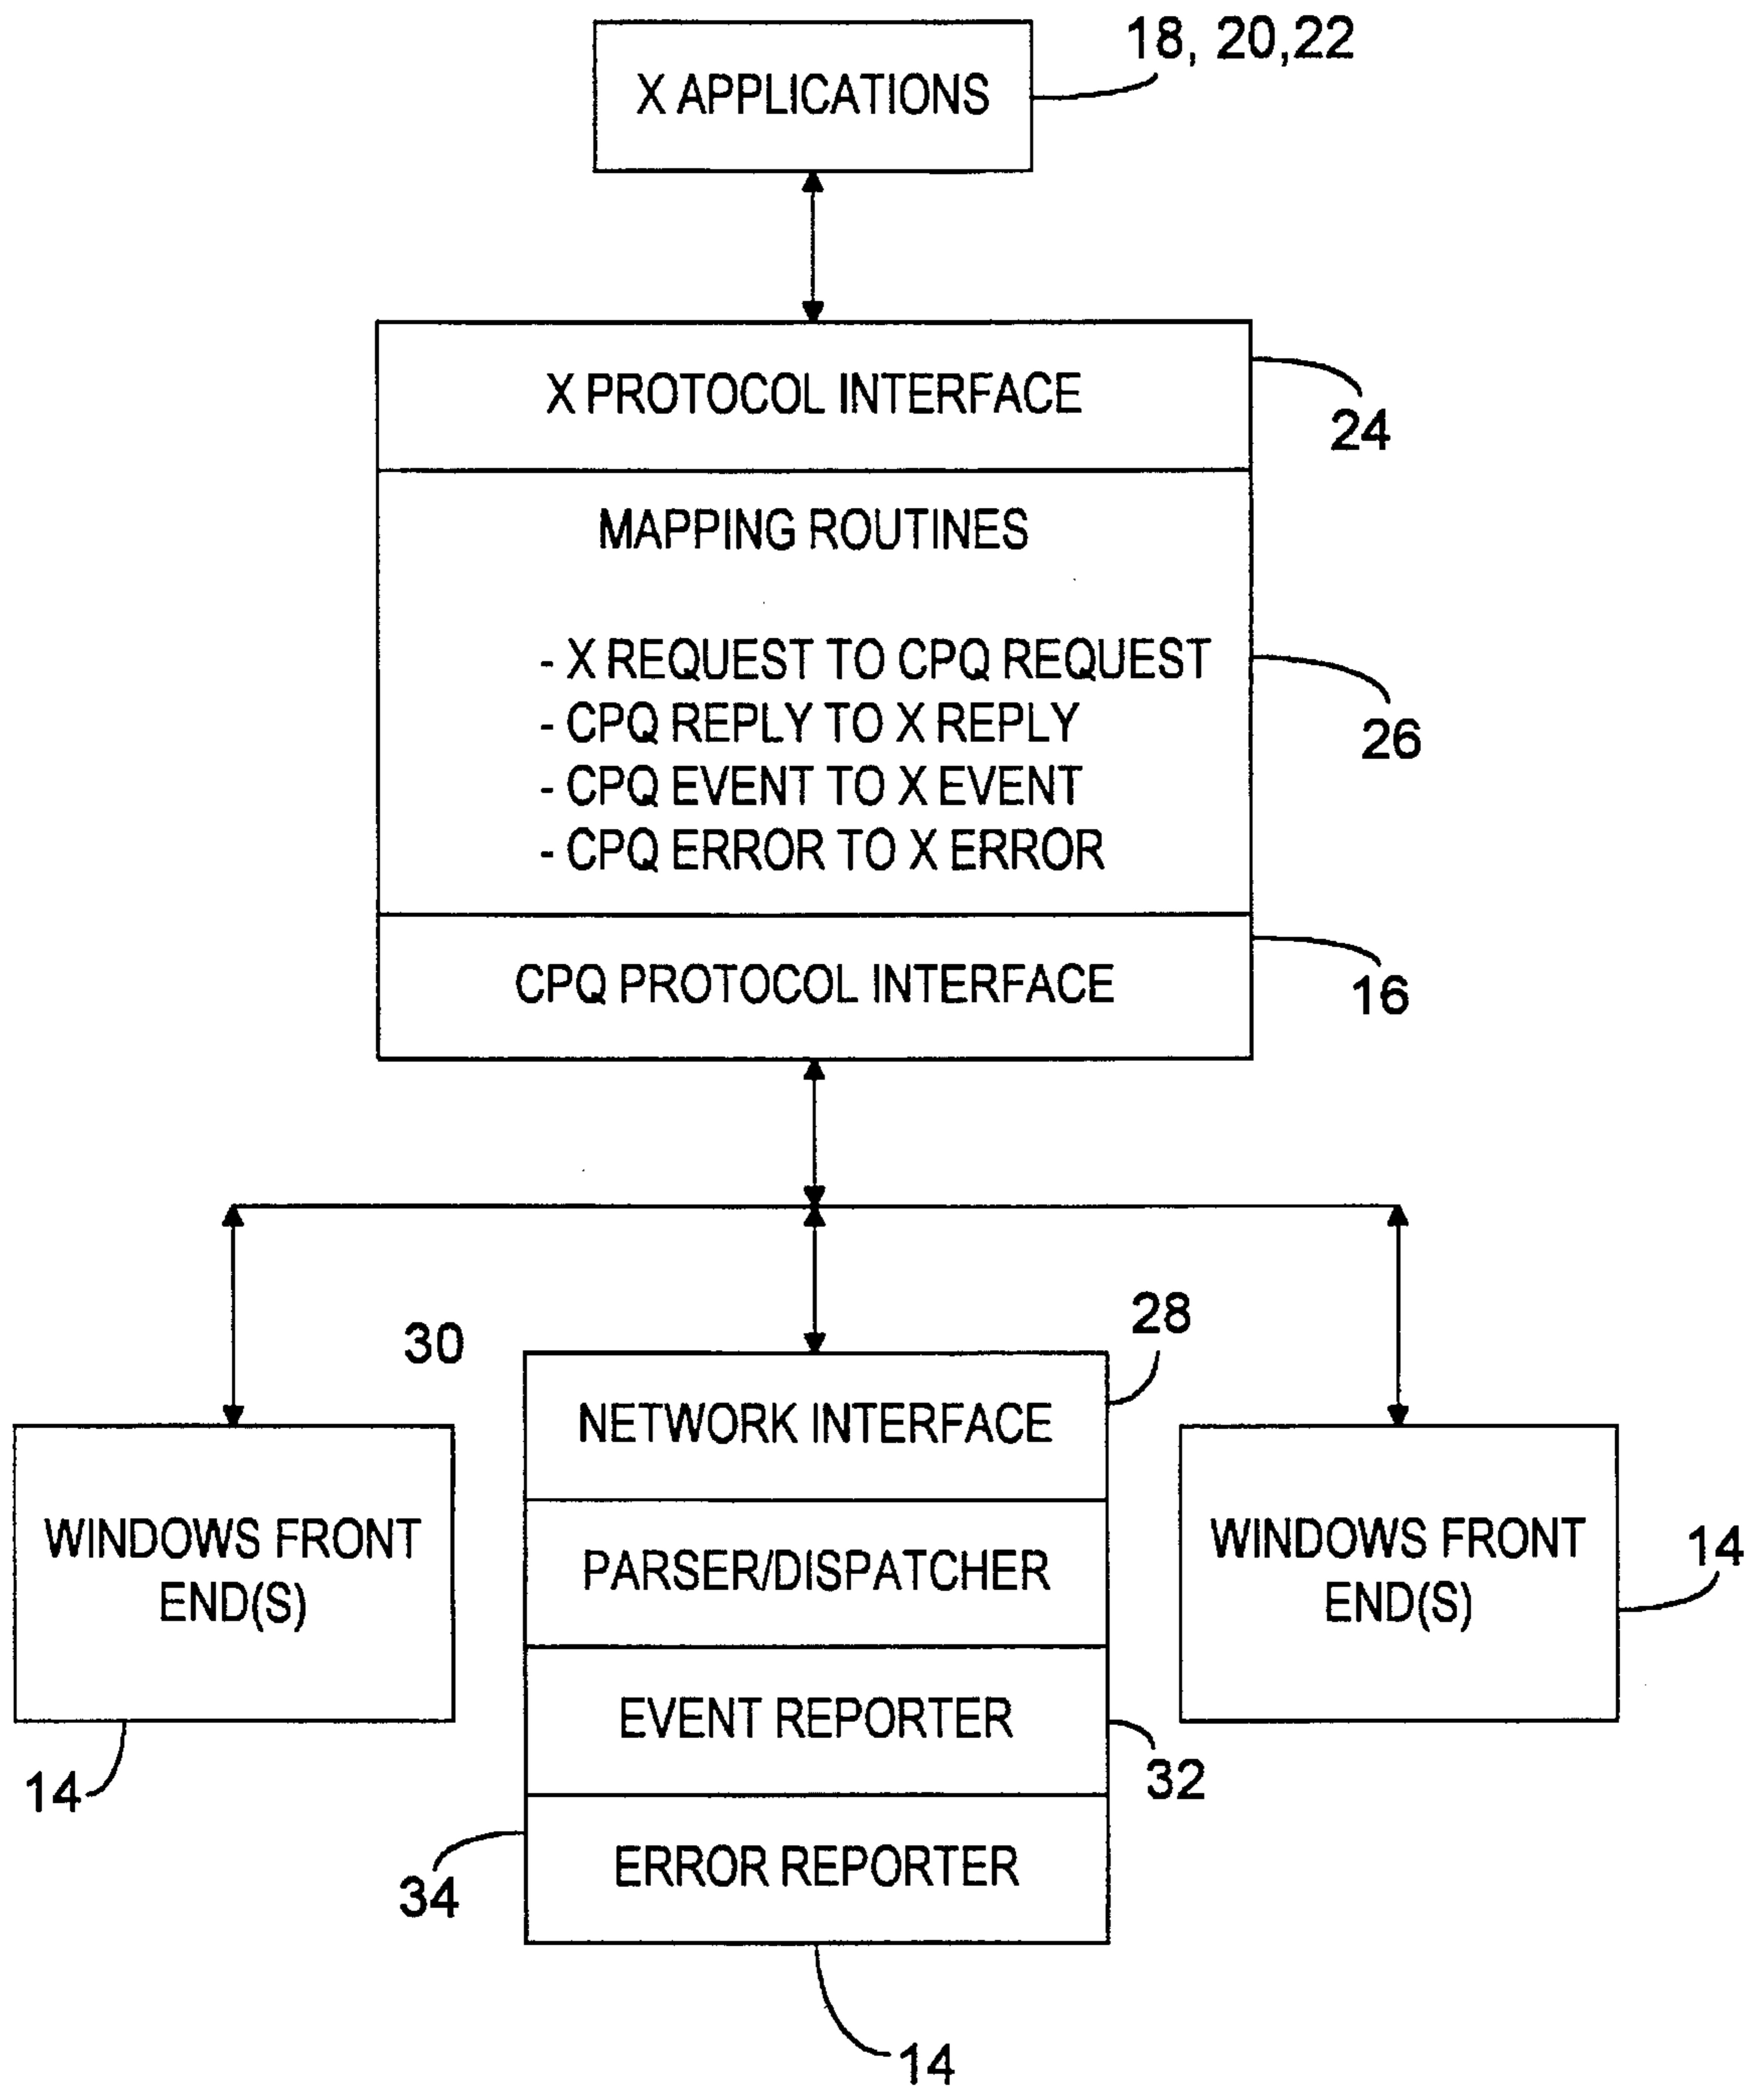 18, 20,22
X APPLICATIONS
X PROTOCOL INTERFACE
24
MAPPING ROUTINES
- X REQUEST TO CPQ REQUEST
- CPQ REPLY TO X REPLY
26
- CPQ EVENT TO X EVENT
- CPQ ERROR TO X ERROR
CPQ PROTOCOL INTERFACE
16
28
30
NETWORK INTERFACE
WINDOWS FRONT
END(S)
PARSER/DISPATCHER
WINDOWS FRONT
END(S)
14
EVENT REPORTER
32
14
ERROR REPORTER
34
14